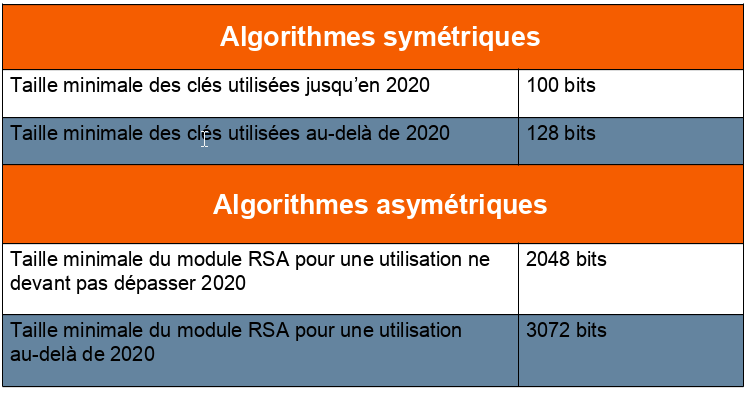 Algorithmes symétriques
Taille minimale des clés utilisées jusqu’en 2020
100 bits
Taille minimale des clés utilisées au-delà de 2020
128 bits
Algorithmes asymétriques
Taille minimale du module RSA pour une utilisation ne
devant pas dépasser 2020
2048 bits
Taille minimale du module RSA pour une utilisation
au-delà de 2020
3072 bits